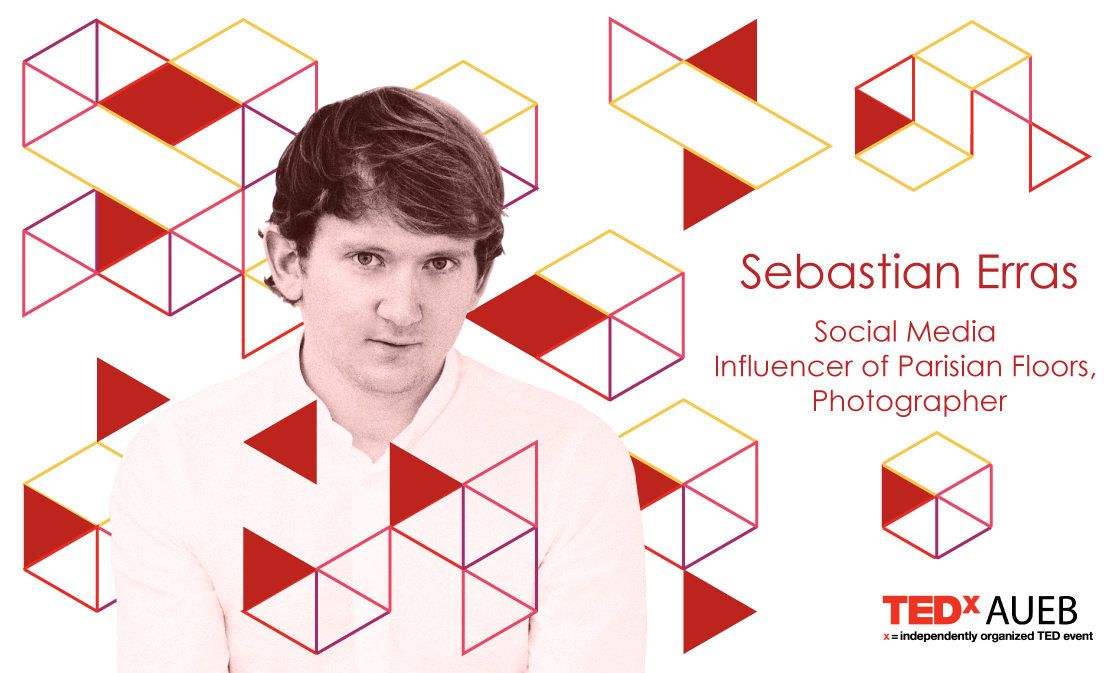 Sebastian Erras
Social Media
Influencer of Parisian Floors,
Photographer
TEDx AUEB
x = independently organized TED event